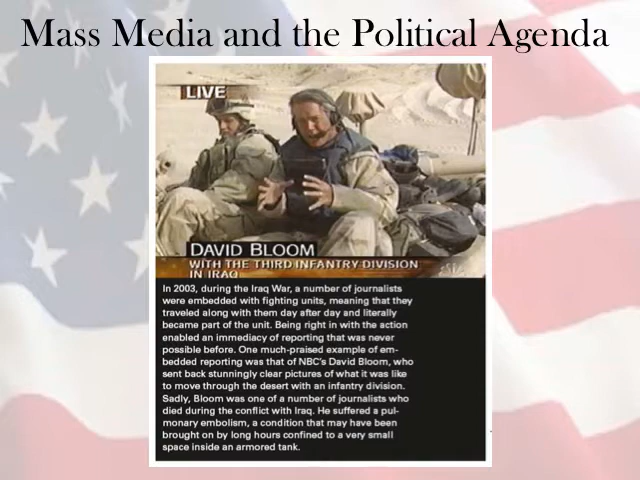 Mass Media and the Political Agenda
LIVE
DAVID BLOOM
WITH THE THIRD INFANTRY DIVISION
IN IRAQ
In 2003, during the Iraq War, a number of journalists
were embedded with fighting units, meaning that they
traveled along with them day after day and literally
became part of the unit. Being right in with the action
enabled an immediacy of reporting that was never
possible before. One much-praised example of em-
bedded reporting was that of NBC's David Bloom, who
sent back stunningly clear pictures of what it was like
to move through the desert with an infantry division.
Sadly, Bloom was one of a number of journalists who
died during the conflict with Iraq. He suffered a pul-
monary embolism, a condition that may have been
brought on by long hours confined to a very small
space inside an armored tank.